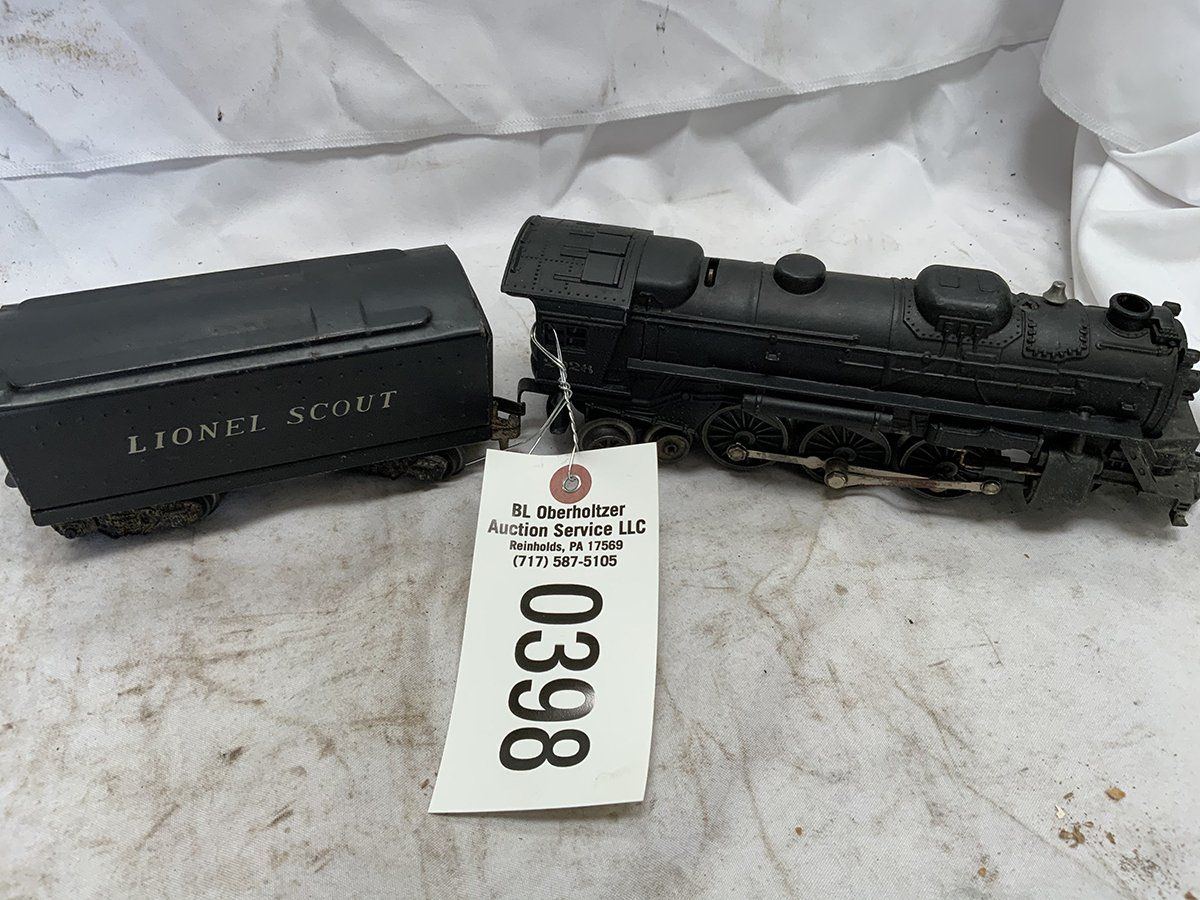 LIONEL SCOUT
BL Oberholtzer
Auction Service LLC
Reinholds, PA 17569
(717) 587-5105
0398